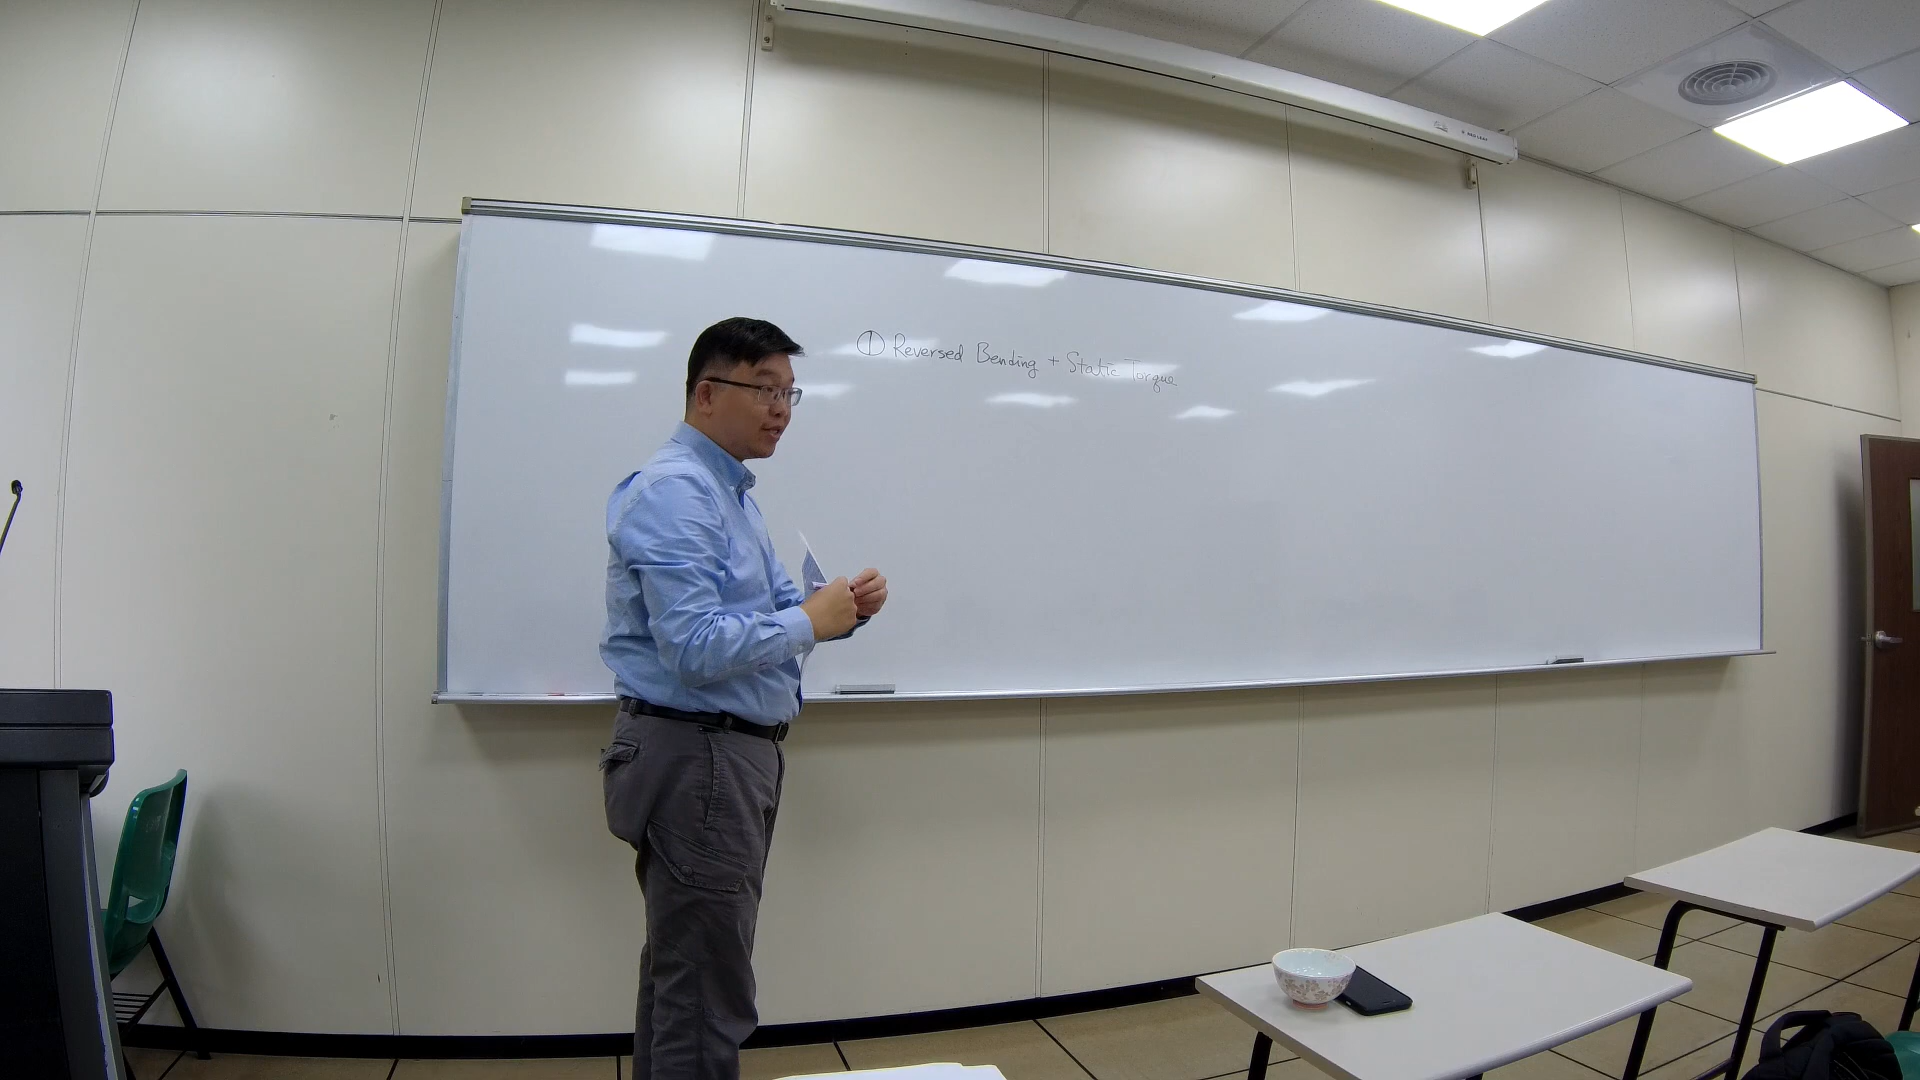 ① Reversed Bending + Static Torque